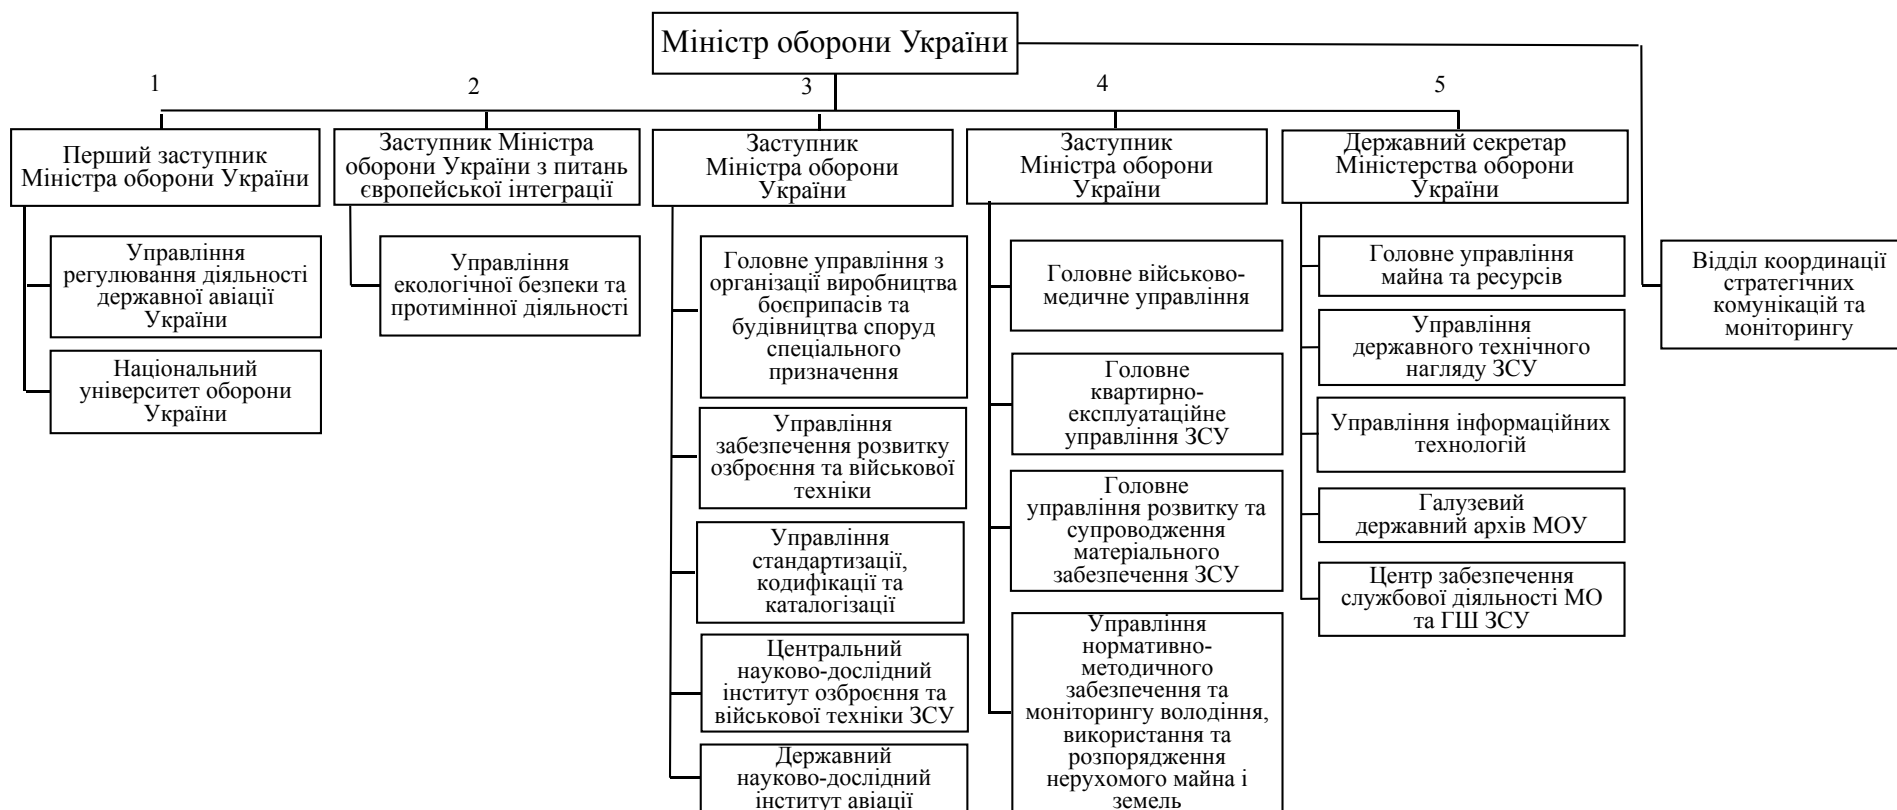 Міністр оборони України
1
2
3
4
5
Перший заступник
Міністра оборони України
Заступник Міністра
оборони України з питань
європейської інтеграції
Заступник
Міністра оборони
України
Заступник
Міністра оборони
України
Державний секретар
Міністерства оборони
України
Управління
регулювання діяльності
державної авіації
України
Національний
університет оборони
України
Управління
екологічної безпеки та
протимінної діяльності
Головне управління з
організації виробництва
боєприпасів та
будівництва споруд
спеціального
призначення
Управління
забезпечення розвитку
озброєння та військової
техніки
Управління
стандартизації,
кодифікації та
каталогізації
Центральний
науково-дослідний
інститут озброєння та
військової техніки ЗСУ
Державний
науково-дослідний
інститут авіації
Головне військово-
медичне управління
Головне
квартирно-
експлуатаційне
управління ЗСУ
Головне
управління розвитку та
супроводження
матеріального
забезпечення ЗСУ
Управління
нормативно-
методичного
забезпечення та
моніторингу володіння,
використання та
розпорядження
нерухомого майна і
земель
Головне управління
майна та ресурсів
Управління
державного технічного
нагляду ЗСУ
Управління інформаційних
технологій
Галузевий
державний архів МОУ
Центр забезпечення
службової діяльності МО
та ГШ ЗСУ
Відділ координації
стратегічних
комунікацій та
моніторингу